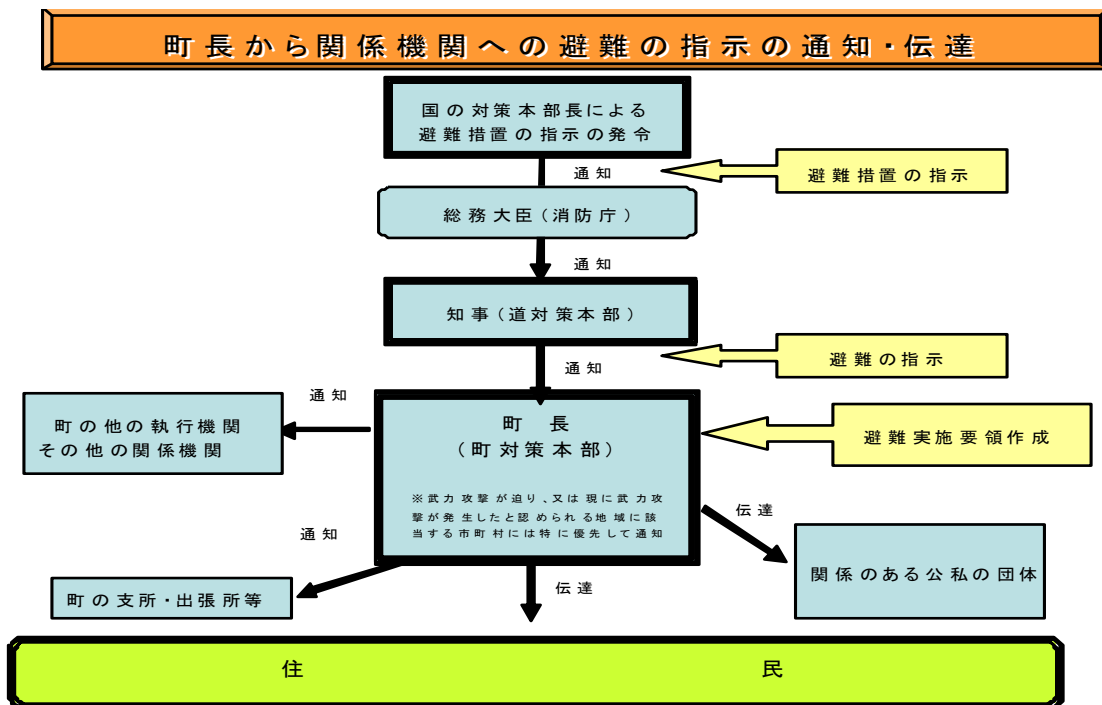 町長から関係機関への避難の指示の通知・伝達
国の対策本部長による
避難措置の指示の発令
通知
避難措置の指示
総務大臣(消防庁)
通知
知事(道対策本部)
通知
避難の指示
通知
町の他の執行機関
その他の関係機関
町 長
(町対策本部)
※武力攻撃が迫り、又は現に武力攻
撃が発生したと認められる地域に該
当する市町村には特に優先して通知
避難実施要領作成
通知
伝達
関係のある公私の団体
町の支所・出張所等
伝達
住 民